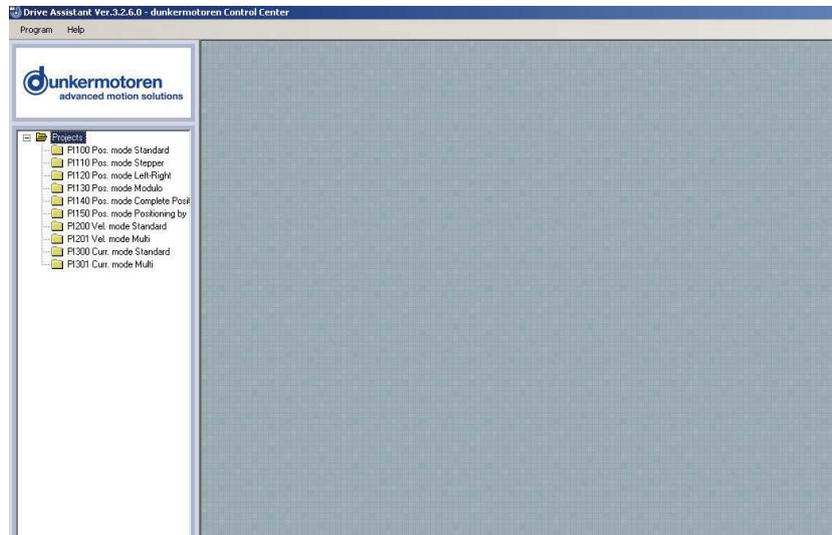 Drive Assistant Ver.3.2.6.0 - dunkermotoren Control Center
Program Help
dunkermotoren
advanced motion solutions
Projects
PI100 Pos. mode Standard
PI110 Pos. mode Stepper
PI120 Pos. mode Left-Right
PI130 Pos. mode Modulo
PI140 Pos. mode Complete Posit
PI150 Pos. mode Positioning by
PI200 Vel. mode Standard
PI201 Vel. mode Multi
PI300 Curr. mode Standard
PI301 Curr. mode Multi